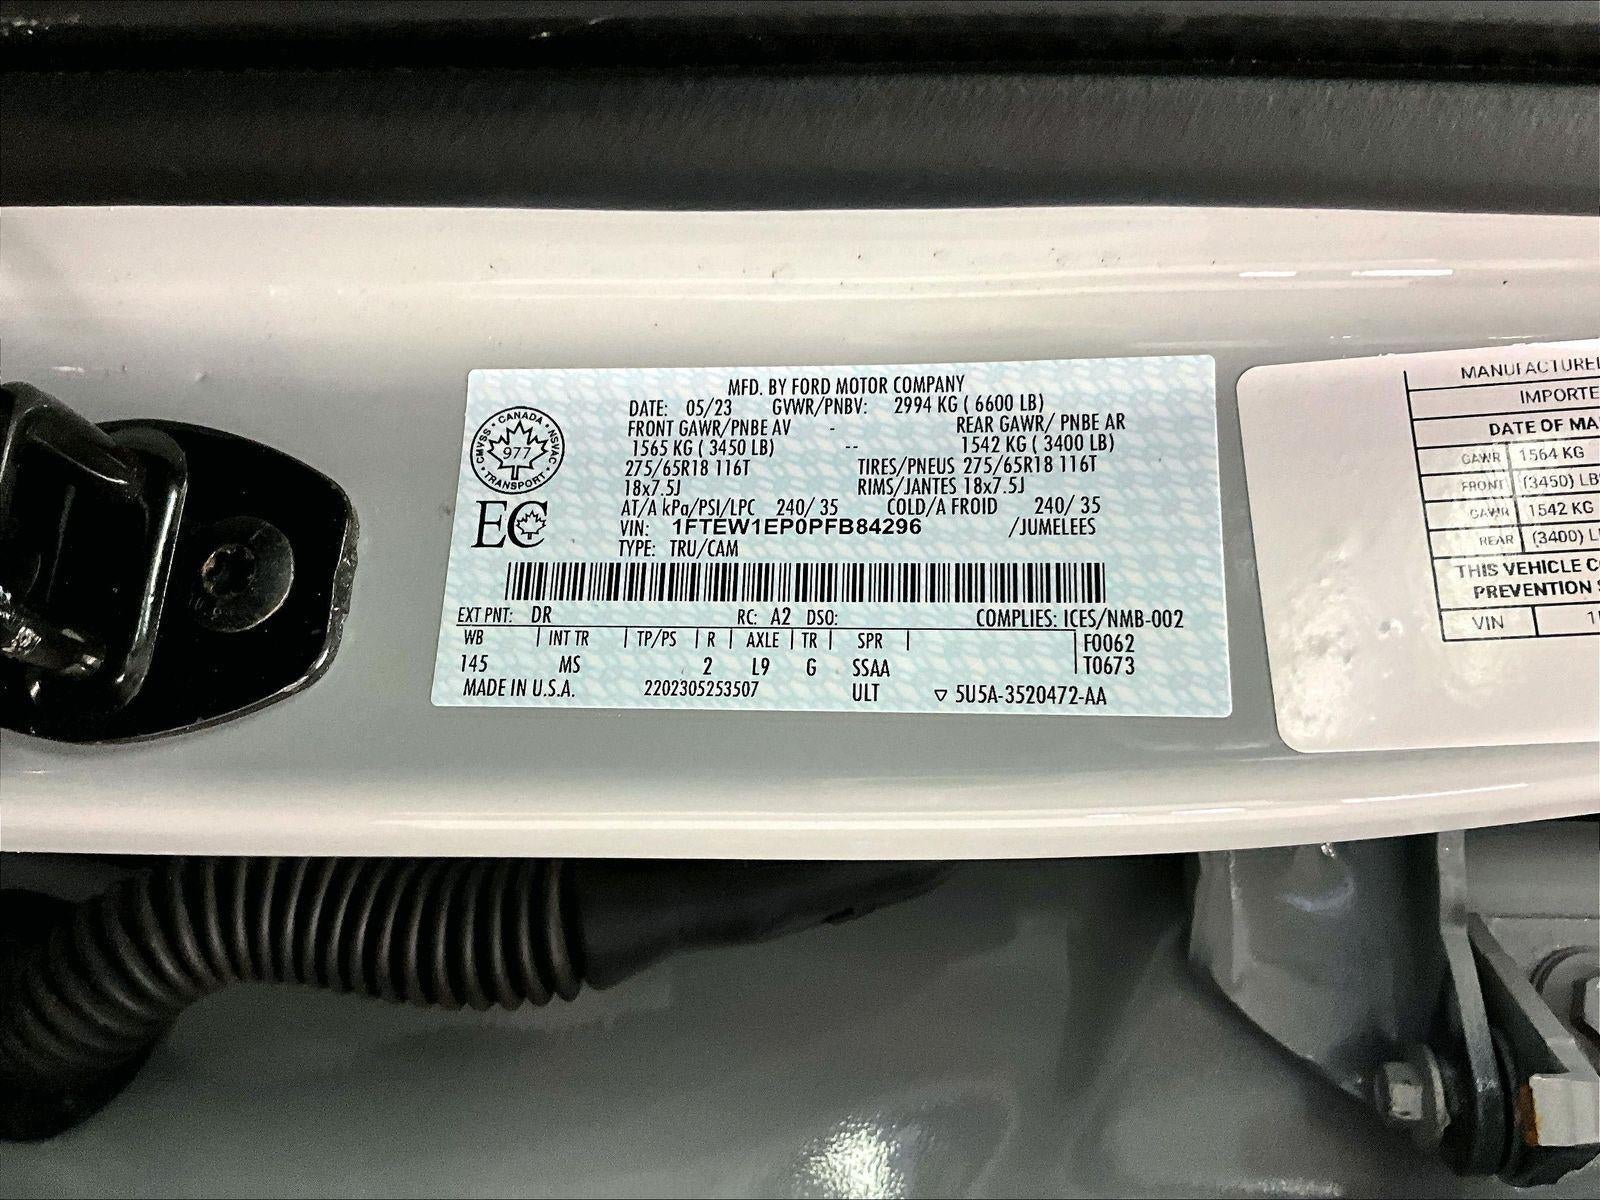 MFD. BY FORD MOTOR COMPANY
DATE: 05/23 GVWR/PNBV: 2994 KG ( 6600 LB)
FRONT GAWR/PNBE AV - REAR GAWR/ PNBE AR
1565 KG ( 3450 LB) -- 1542 KG ( 3400 LB)
275/65R18 116T TIRES/PNEUS 275/65R18 116T
18x7.5J RIMS/JANTES 18x7.5J
AT/A kPa/PSI/LPC 240/ 35 COLD/A FROID 240/ 35
VIN: 1FTEW1EP0PFB84296 /JUMELEES
TYPE: TRU/CAM
CANADA
CMVSS NSVAC
977
TRANSPORT
EC
EXT PNT: DR RC: A2 DSO: COMPLIES: ICES/NMB-002
WB | INT TR | TP/PS | R | AXLE | TR | SPR | F0062
145 MS 2 L9 G SSAA T0673
MADE IN U.S.A. 2202305253507 ULT ▽ 5U5A-3520472-AA
MANUFACTURE
IMPORTE
DATE OF MA
GAWR 1564 KG
FRONT (3450) LB
GAWR 1542 KG
REAR (3400) L
THIS VEHICLE C
PREVENTION
VIN 1